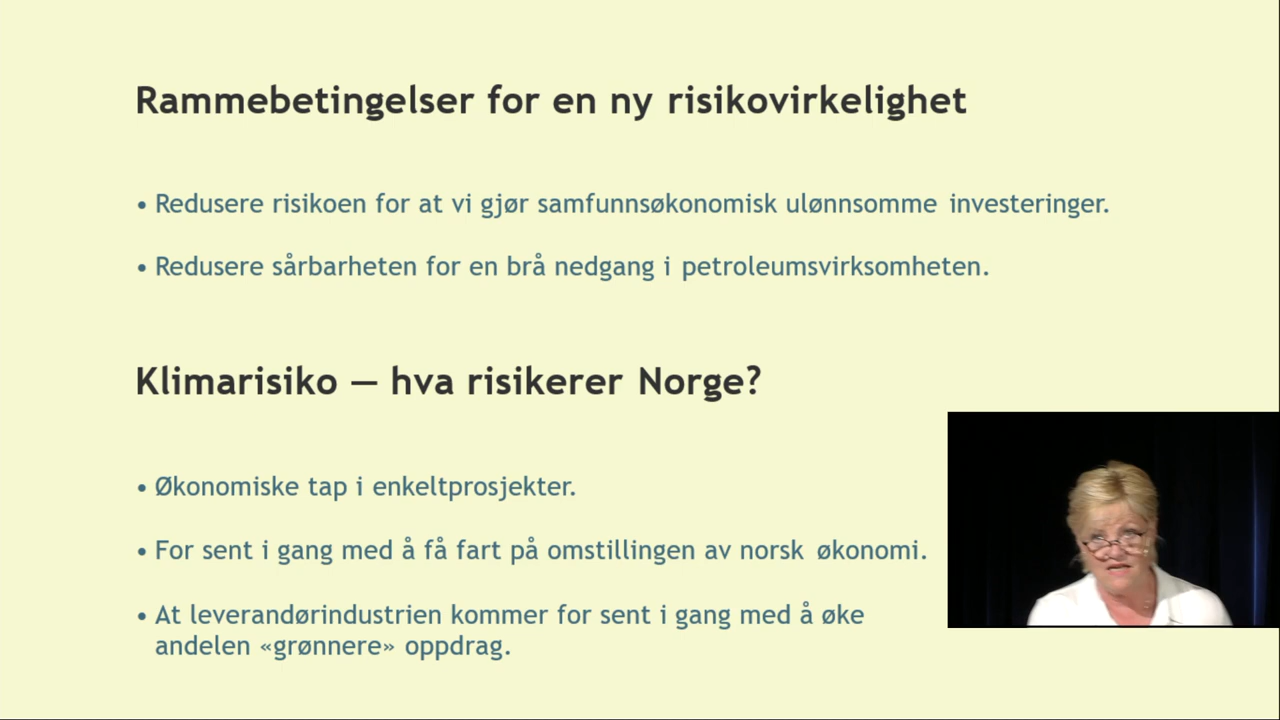 Rammebetingelser for en ny risikovirkelighet
• Redusere risikoen for at vi gjør samfunnsøkonomisk ulønnsomme investeringer.
• Redusere sårbarheten for en brå nedgang i petroleumsvirksomheten.
Klimarisiko — hva risikerer Norge?
• Økonomiske tap i enkeltprosjekter.
• For sent i gang med å få fart på omstillingen av norsk økonomi.
• At leverandørindustrien kommer for sent i gang med å øke
andelen «grønnere» oppdrag.